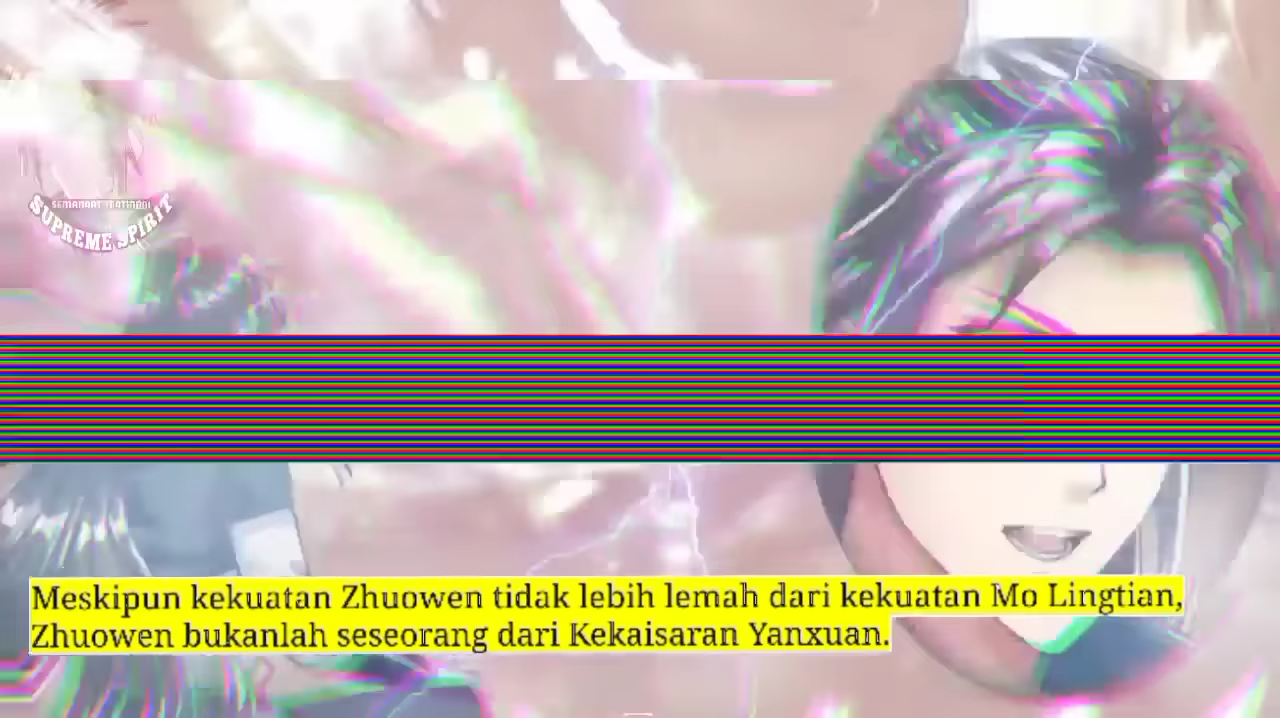 SUPREME SPIRIT
Meskipun kekuatan Zhuowen tidak lebih lemah dari kekuatan Mo Lingtian,
Zhuowen bukanlah seseorang dari Kekaisaran Yanxuan.